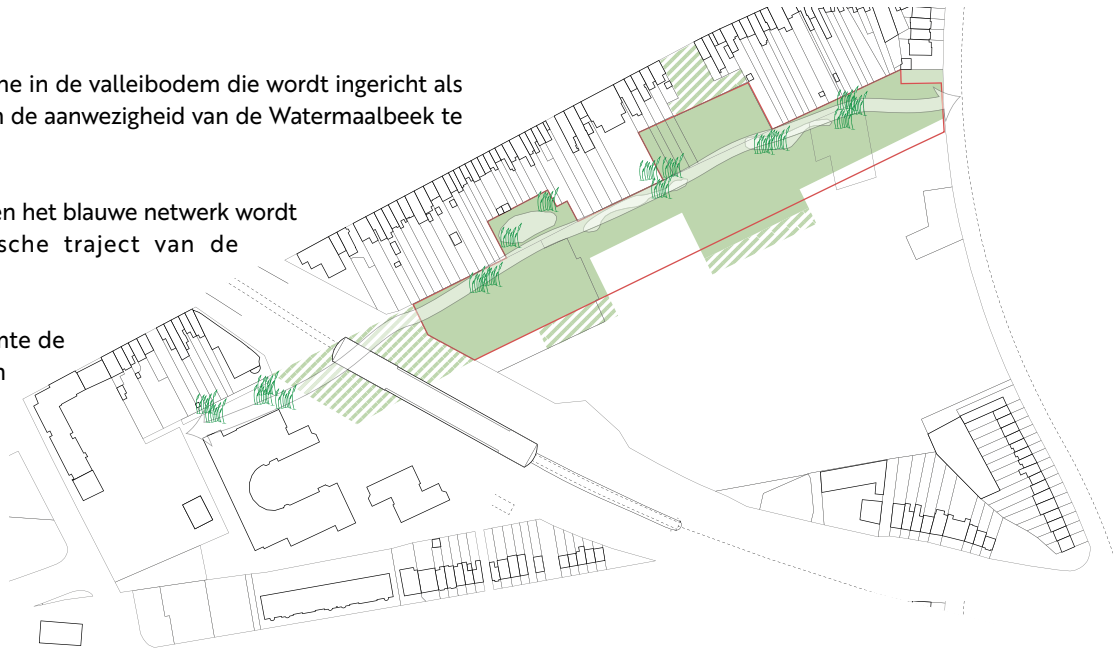 ne in de valleibodem die wordt ingericht als
de aanwezigheid van de Watermaalbeek te
en het blauwe netwerk wordt
sche traject van de
nte de